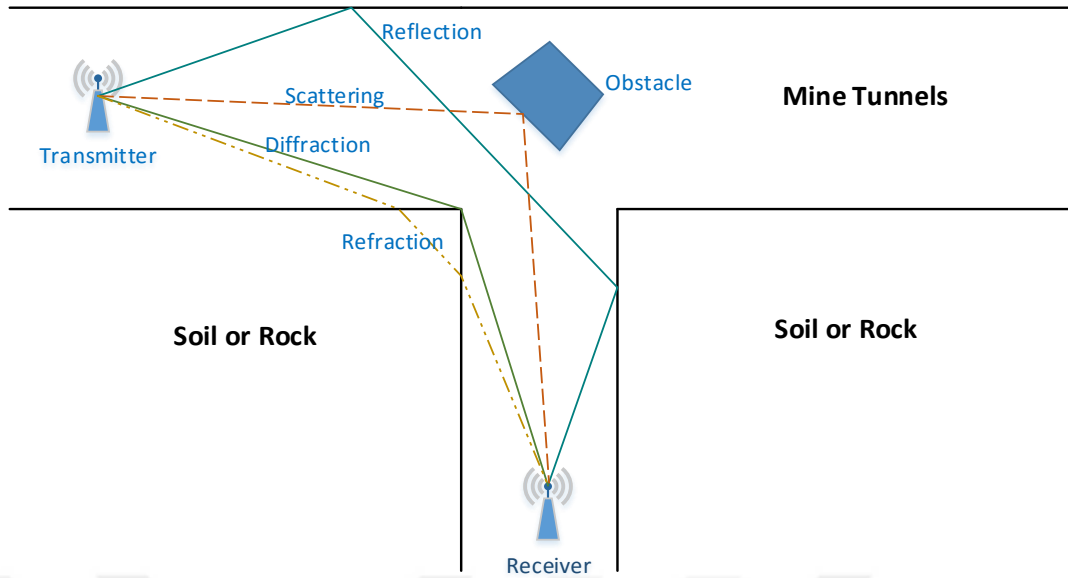 Reflection
Obstacle
Scattering
Mine Tunnels
Diffraction
Transmitter
Refraction
Soil or Rock
Soil or Rock
Receiver